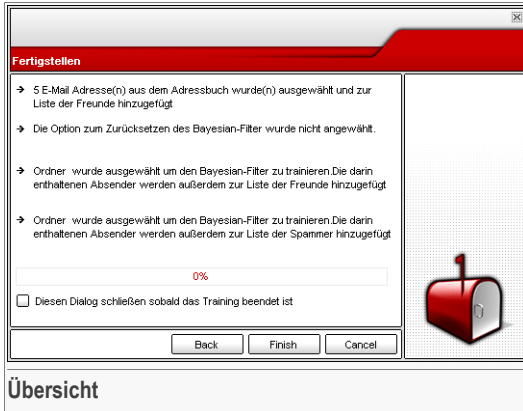 Fertigstellen
→ 5 E-Mail Adresse(n) aus dem Adressbuch wurde(n) ausgewählt und zur
Liste der Freunde hinzugefügt
→ Die Option zum Zurücksetzen des Bayesian-Filter wurde nicht angewählt.
→ Ordner wurde ausgewählt um den Bayesian-Filter zu trainieren.Die darin
enthaltenen Absender werden außerdem zur Liste der Freunde hinzugefügt
→ Ordner wurde ausgewählt um den Bayesian-Filter zu trainieren.Die darin
enthaltenen Absender werden außerdem zur Liste der Spammer hinzugefügt
0%
Diesen Dialog schließen sobald das Training beendet ist
Back Finish Cancel
Übersicht